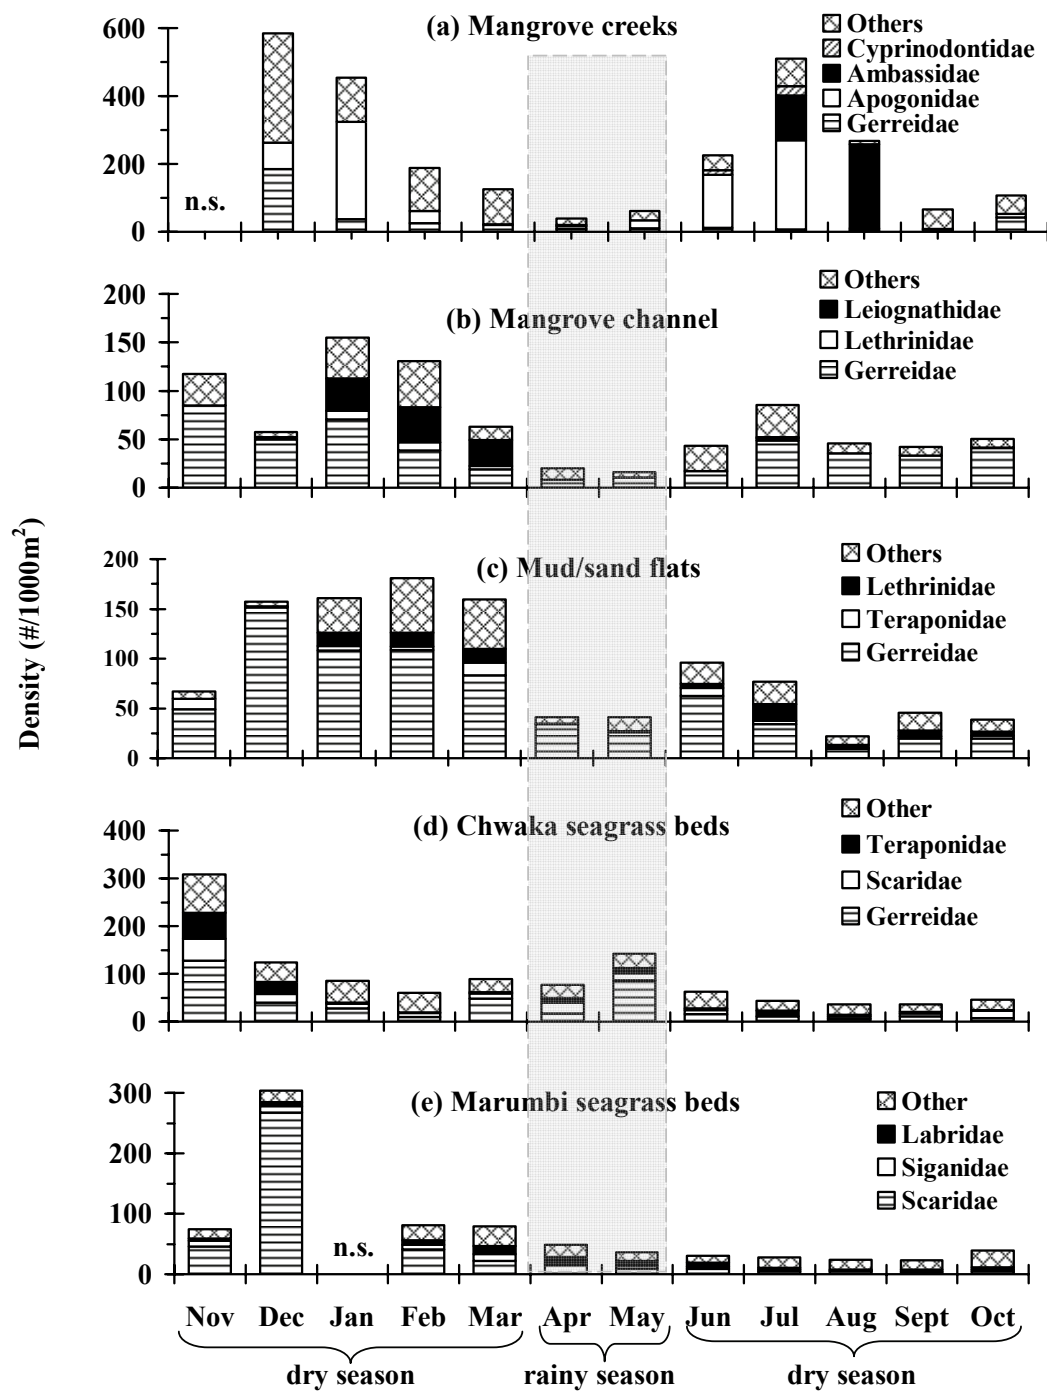 (a) Mangrove creeks
Others
Cyprinodontidae
Ambassidae
Apogonidae
Gerreidae
600
400
200
0
n.s.
(b) Mangrove channel
Others
Leiognathidae
Lethrinidae
Gerreidae
200
150
100
50
0
Density (#/1000m²)
(c) Mud/sand flats
Others
Lethrinidae
Teraponidae
Gerreidae
200
150
100
50
0
(d) Chwaka seagrass beds
Other
Teraponidae
Scaridae
Gerreidae
400
300
200
100
0
(e) Marumbi seagrass beds
Other
Labridae
Siganidae
Scaridae
300
200
100
0
n.s.
Nov Dec Jan Feb Mar Apr May Jun Jul Aug Sept Oct
dry season rainy season dry season